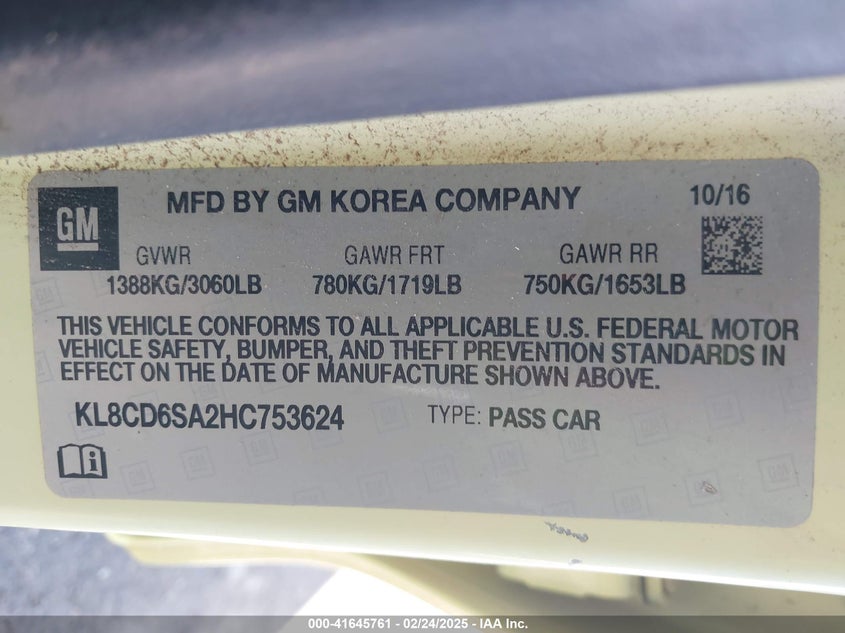 GM
MFD BY GM KOREA COMPANY
10/16
GVWR
GAWR FRT
GAWR RR
1388KG/3060LB
780KG/1719LB
750KG/1653LB
THIS VEHICLE CONFORMS TO ALL APPLICABLE U.S. FEDERAL MOTOR
VEHICLE SAFETY, BUMPER, AND THEFT PREVENTION STANDARDS IN
EFFECT ON THE DATE OF MANUFACTURE SHOWN ABOVE.
KL8CD6SA2HC753624
TYPE: PASS CAR
000-41645761 - 02/24/2025 - IAA Inc.